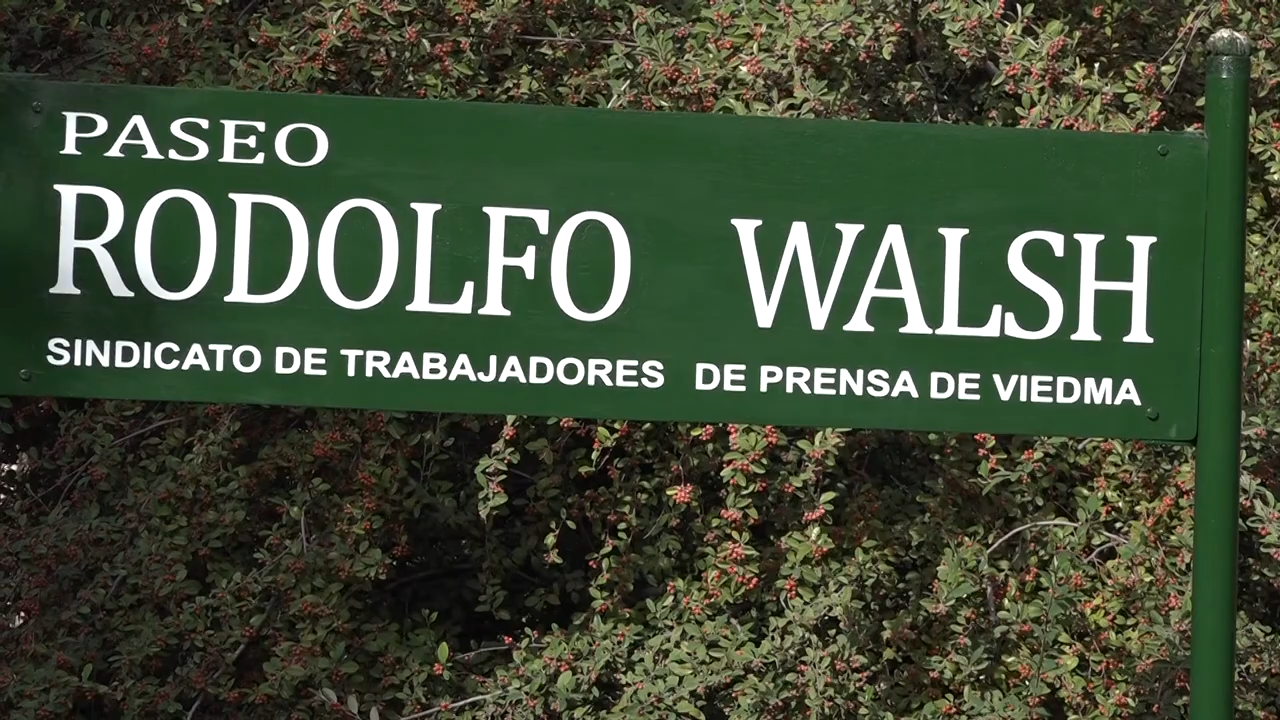 PASEO
RODOLFO WALSH
SINDICATO DE TRABAJADORES DE PRENSA DE VIEDMA